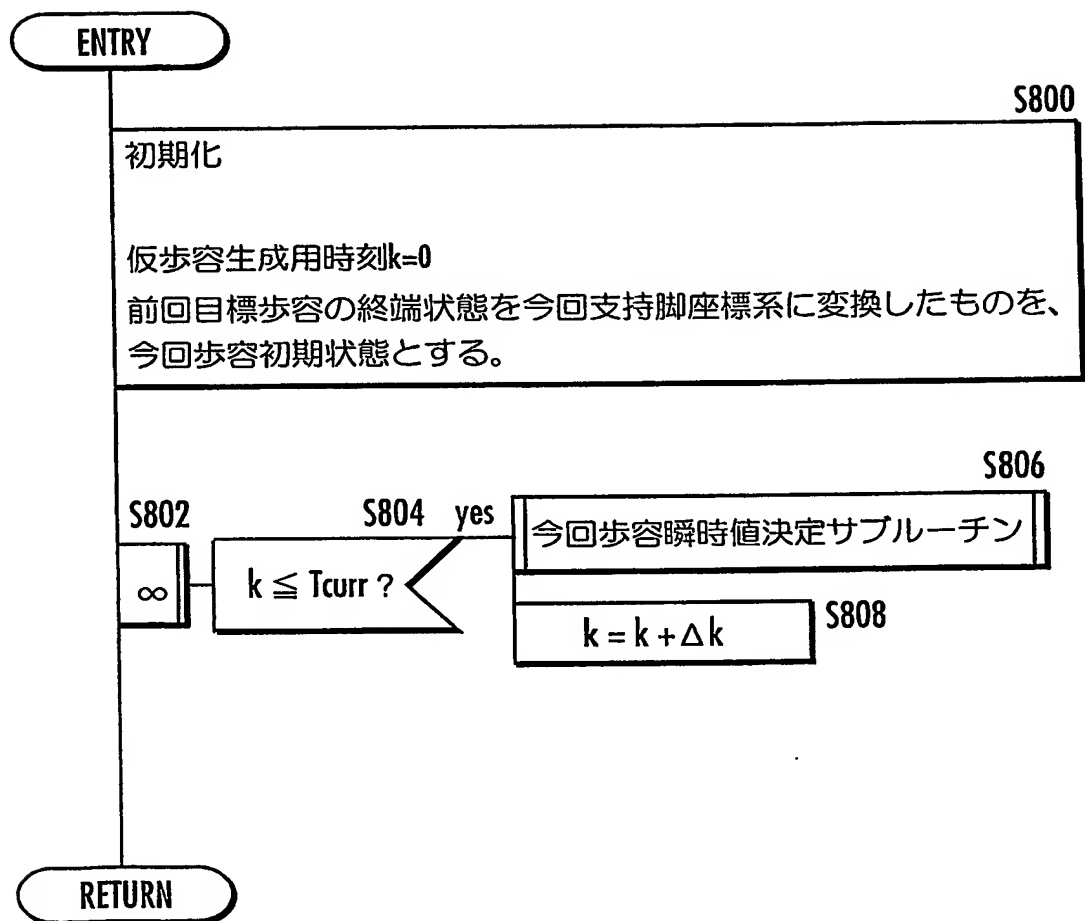 ENTRY
S800
初期化
仮歩容生成用時刻k=0
前回目標歩容の終端状態を今回支持脚座標系に変換したものを、
今回歩容初期状態とする。
S802
∞
S804 yes
k ≦ Tcurr ?
S806
今回歩容瞬時値決定サブルーチン
k = k + Δk
S808
RETURN